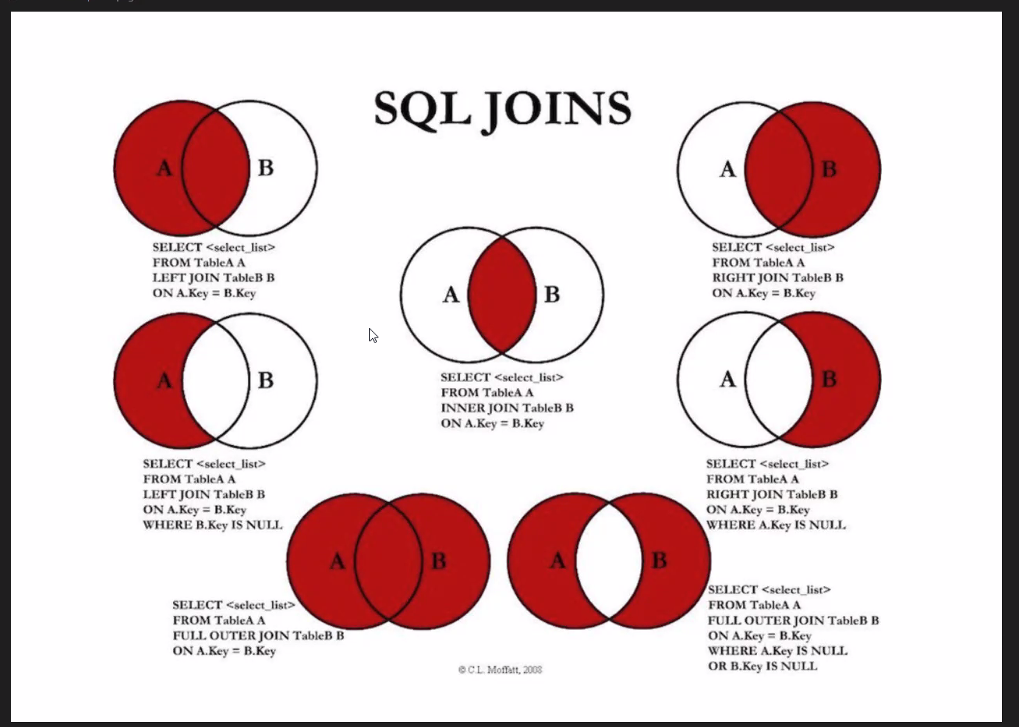 SQL JOINS
A B
SELECT <select_list>
FROM TableA A
LEFT JOIN TableB B
ON A.Key = B.Key
A B
SELECT <select_list>
FROM TableA A
RIGHT JOIN TableB B
ON A.Key = B.Key
A B
SELECT <select_list>
FROM TableA A
INNER JOIN TableB B
ON A.Key = B.Key
A B
SELECT <select_list>
FROM TableA A
LEFT JOIN TableB B
ON A.Key = B.Key
WHERE B.Key IS NULL
A B
SELECT <select_list>
FROM TableA A
RIGHT JOIN TableB B
ON A.Key = B.Key
WHERE A.Key IS NULL
A B
SELECT <select_list>
FROM TableA A
FULL OUTER JOIN TableB B
ON A.Key = B.Key
A B
SELECT <select_list>
FROM TableA A
FULL OUTER JOIN TableB B
ON A.Key = B.Key
WHERE A.Key IS NULL
OR B.Key IS NULL
© C.L. Moffatt, 2008